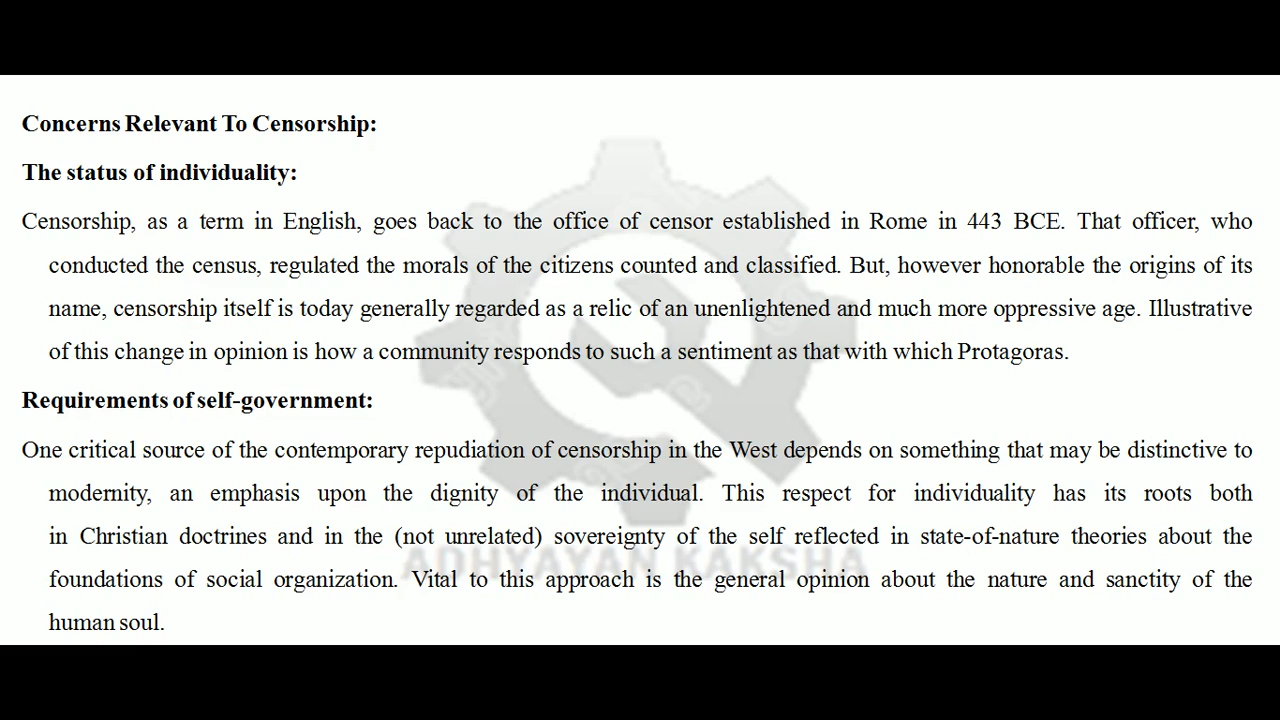 Concerns Relevant To Censorship:
The status of individuality:
Censorship, as a term in English, goes back to the office of censor established in Rome in 443 BCE. That officer, who
conducted the census, regulated the morals of the citizens counted and classified. But, however honorable the origins of its
name, censorship itself is today generally regarded as a relic of an unenlightened and much more oppressive age. Illustrative
of this change in opinion is how a community responds to such a sentiment as that with which Protagoras.
Requirements of self-government:
One critical source of the contemporary repudiation of censorship in the West depends on something that may be distinctive to
modernity, an emphasis upon the dignity of the individual. This respect for individuality has its roots both
in Christian doctrines and in the (not unrelated) sovereignty of the self reflected in state-of-nature theories about the
ADHYAYAN KAKSHA
foundations of social organization. Vital to this approach is the general opinion about the nature and sanctity of the
human soul.